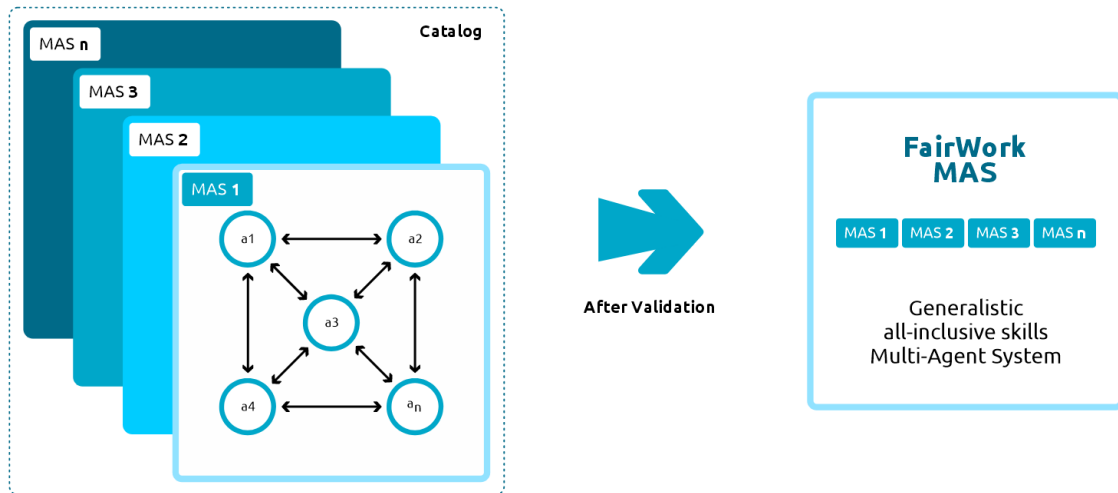 Catalog
MAS n
MAS 3
MAS 2
MAS 1
a1
a2
a3
a4
an
After Validation
FairWork
MAS
MAS 1
MAS 2
MAS 3
MAS n
Generalistic
all-inclusive skills
Multi-Agent System